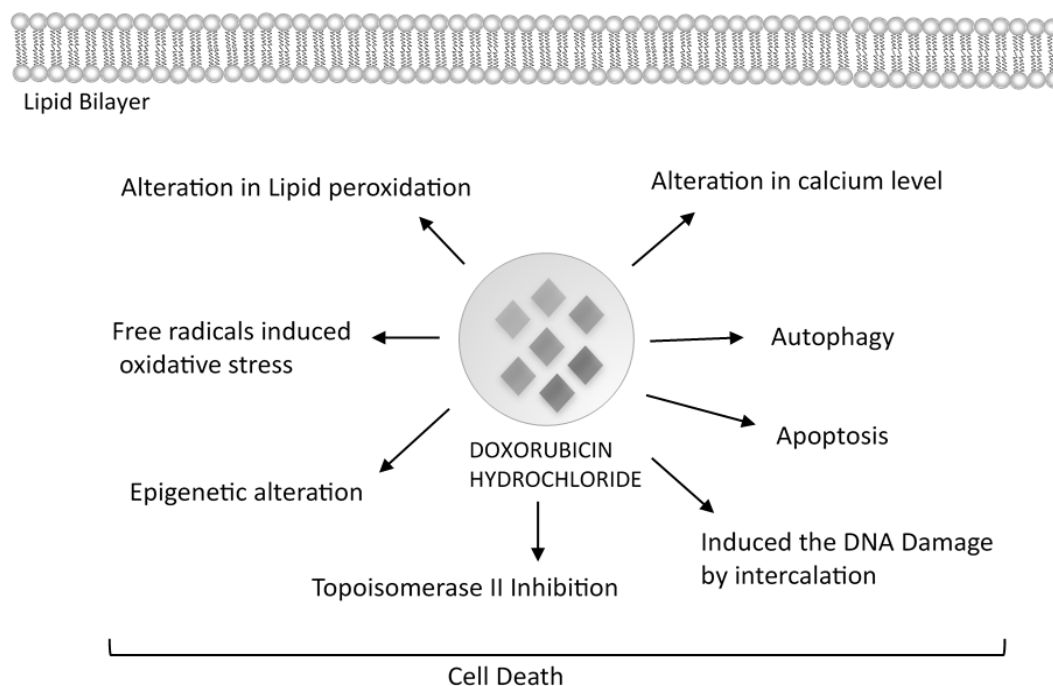 Lipid Bilayer
Alteration in Lipid peroxidation
Alteration in calcium level
Free radicals induced
oxidative stress
Autophagy
Apoptosis
DOXORUBICIN
HYDROCHLORIDE
Epigenetic alteration
Induced the DNA Damage
by intercalation
Topoisomerase II Inhibition
Cell Death